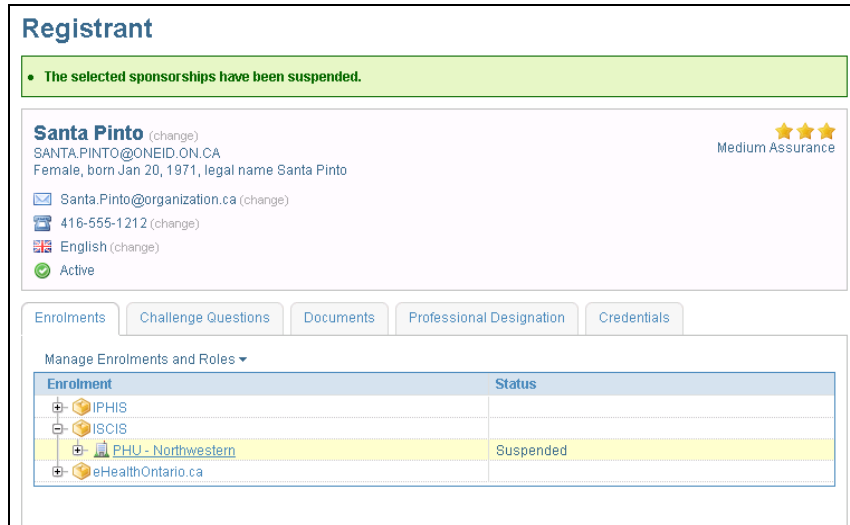 Registrant
• The selected sponsorships have been suspended.
Santa Pinto (change)
SANTA.PINTO@ONEID.ON.CA
Female, born Jan 20, 1971, legal name Santa Pinto
Medium Assurance
Santa.Pinto@organization.ca (change)
416-555-1212 (change)
English (change)
Active
Enrolments Challenge Questions Documents Professional Designation Credentials
Manage Enrolments and Roles
Enrolment Status
IPHIS
ISCIS
PHU - Northwestern Suspended
eHealthOntario.ca